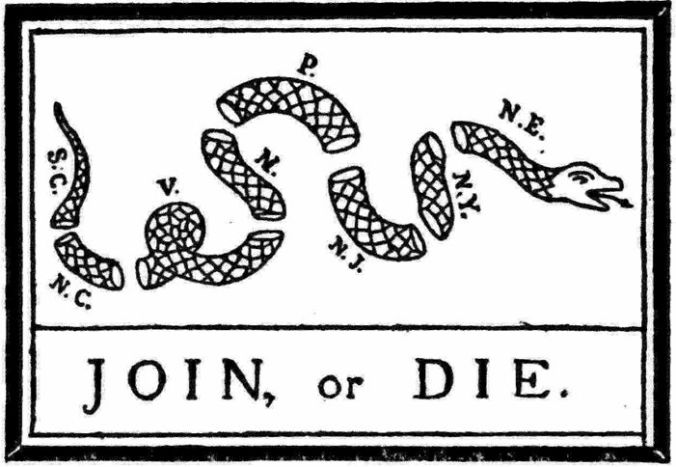 P.
N.E.
S.C.
V.
M.
N.Y.
N.J.
N.C.
JOIN, or DIE.